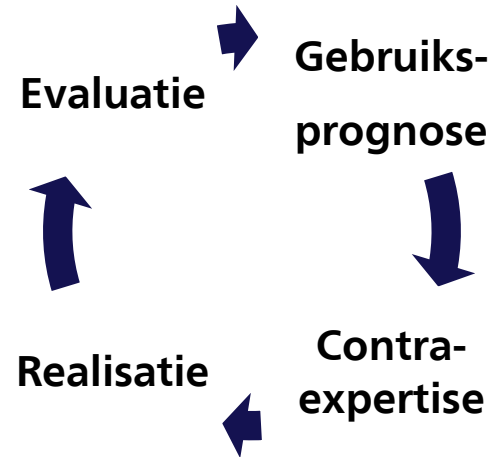 Evaluatie
Gebruiks-
prognose
Realisatie
Contra-
expertise